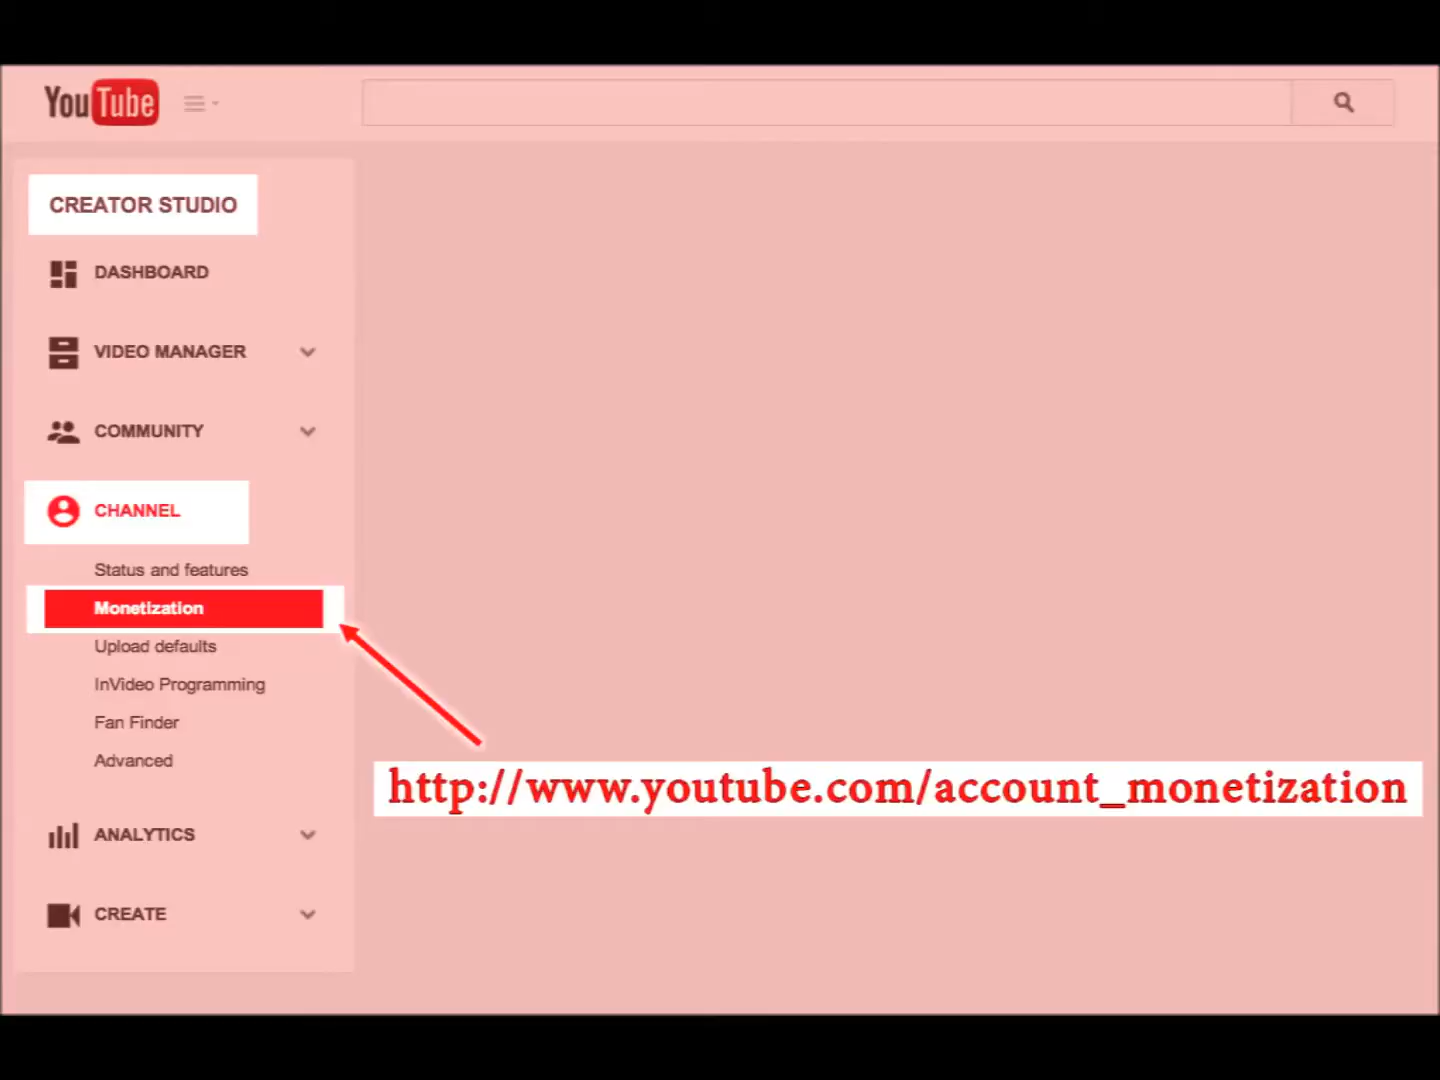 YouTube
CREATOR STUDIO
DASHBOARD
VIDEO MANAGER
COMMUNITY
CHANNEL
Status and features
Monetization
Upload defaults
InVideo Programming
Fan Finder
Advanced
http://www.youtube.com/account_monetization
ANALYTICS
CREATE